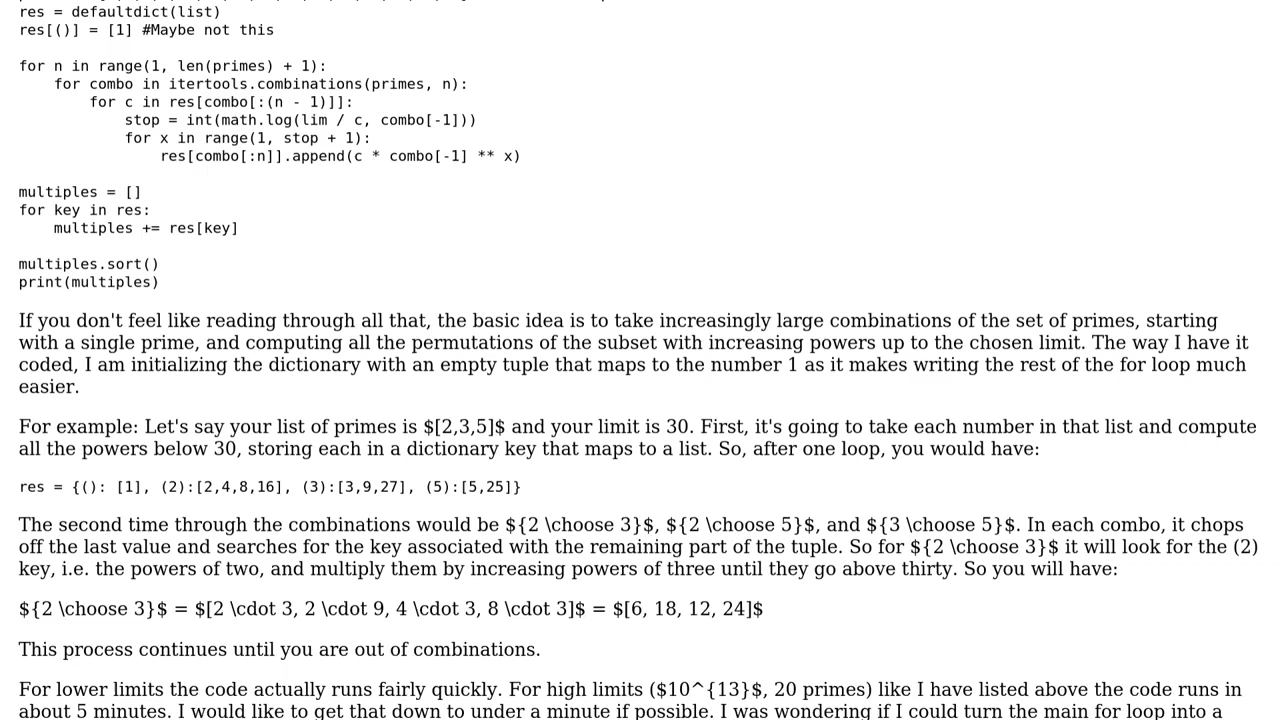 res = defaultdict(list)
res[()] = [1] #Maybe not this
for n in range(1, len(primes) + 1):
    for combo in itertools.combinations(primes, n):
        for c in res[combo[:(n - 1)]]:
            stop = int(math.log(lim / c, combo[-1]))
            for x in range(1, stop + 1):
                res[combo[:n]].append(c * combo[-1] ** x)
multiples = []
for key in res:
    multiples += res[key]
multiples.sort()
print(multiples)
If you don't feel like reading through all that, the basic idea is to take increasingly large combinations of the set of primes, starting
with a single prime, and computing all the permutations of the subset with increasing powers up to the chosen limit. The way I have it
coded, I am initializing the dictionary with an empty tuple that maps to the number 1 as it makes writing the rest of the for loop much
easier.
For example: Let's say your list of primes is $[2,3,5]$ and your limit is 30. First, it's going to take each number in that list and compute
all the powers below 30, storing each in a dictionary key that maps to a list. So, after one loop, you would have:
res = {(): [1], (2):[2,4,8,16], (3):[3,9,27], (5):[5,25]}
The second time through the combinations would be ${2 \choose 3}$, ${2 \choose 5}$, and ${3 \choose 5}$. In each combo, it chops
off the last value and searches for the key associated with the remaining part of the tuple. So for ${2 \choose 3}$ it will look for the (2)
key, i.e. the powers of two, and multiply them by increasing powers of three until they go above thirty. So you will have:
${2 \choose 3}$ = $[2 \cdot 3, 2 \cdot 9, 4 \cdot 3, 8 \cdot 3]$ = $[6, 18, 12, 24]$
This process continues until you are out of combinations.
For lower limits the code actually runs fairly quickly. For high limits ($10^{13}$, 20 primes) like I have listed above the code runs in
about 5 minutes. I would like to get that down to under a minute if possible. I was wondering if I could turn the main for loop into a